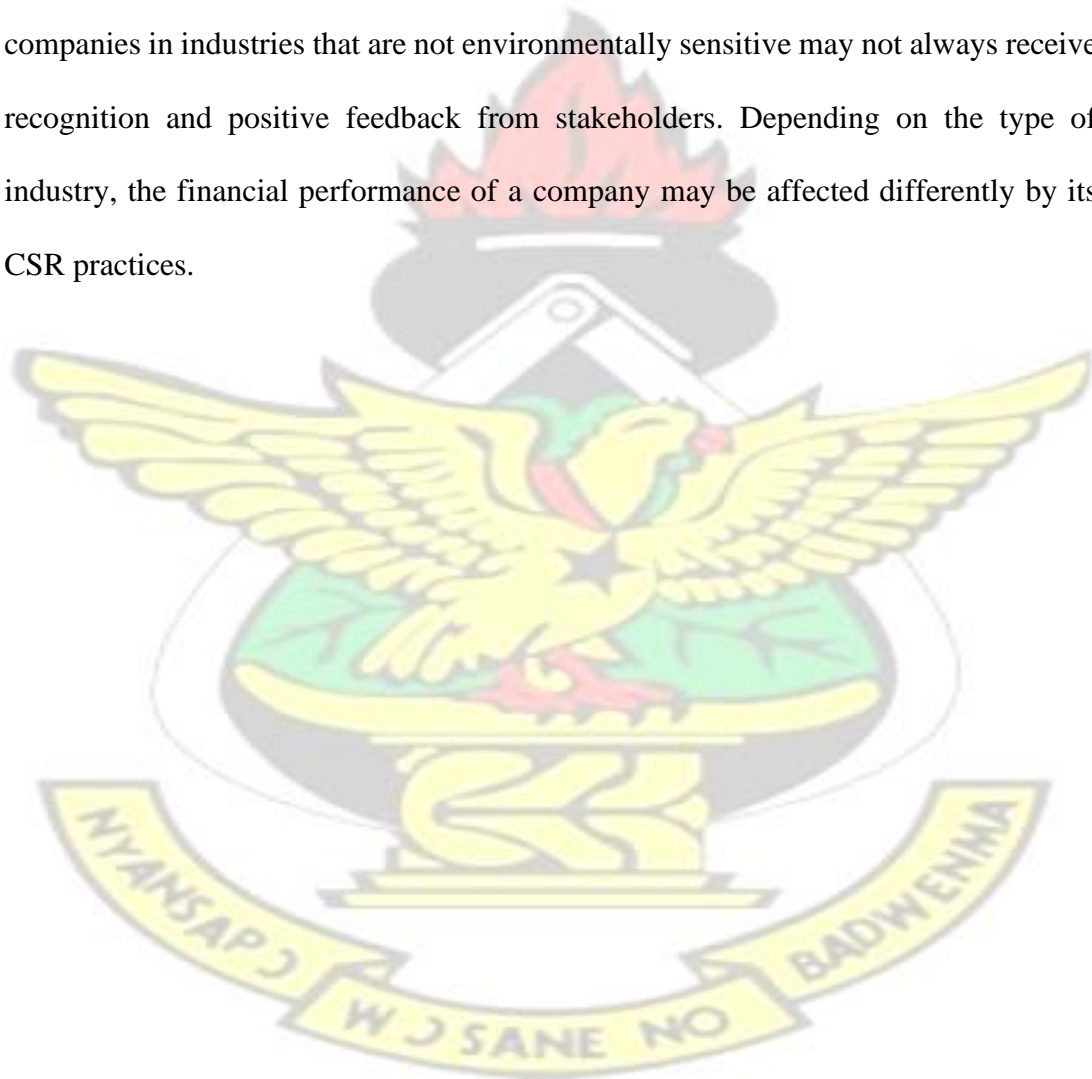 companies in industries that are not environmentally sensitive may not always receive
recognition and positive feedback from stakeholders. Depending on the type of
industry, the financial performance of a company may be affected differently by its
CSR practices.
NYANSAPƆ
WƆSANE NO
BADWENMA